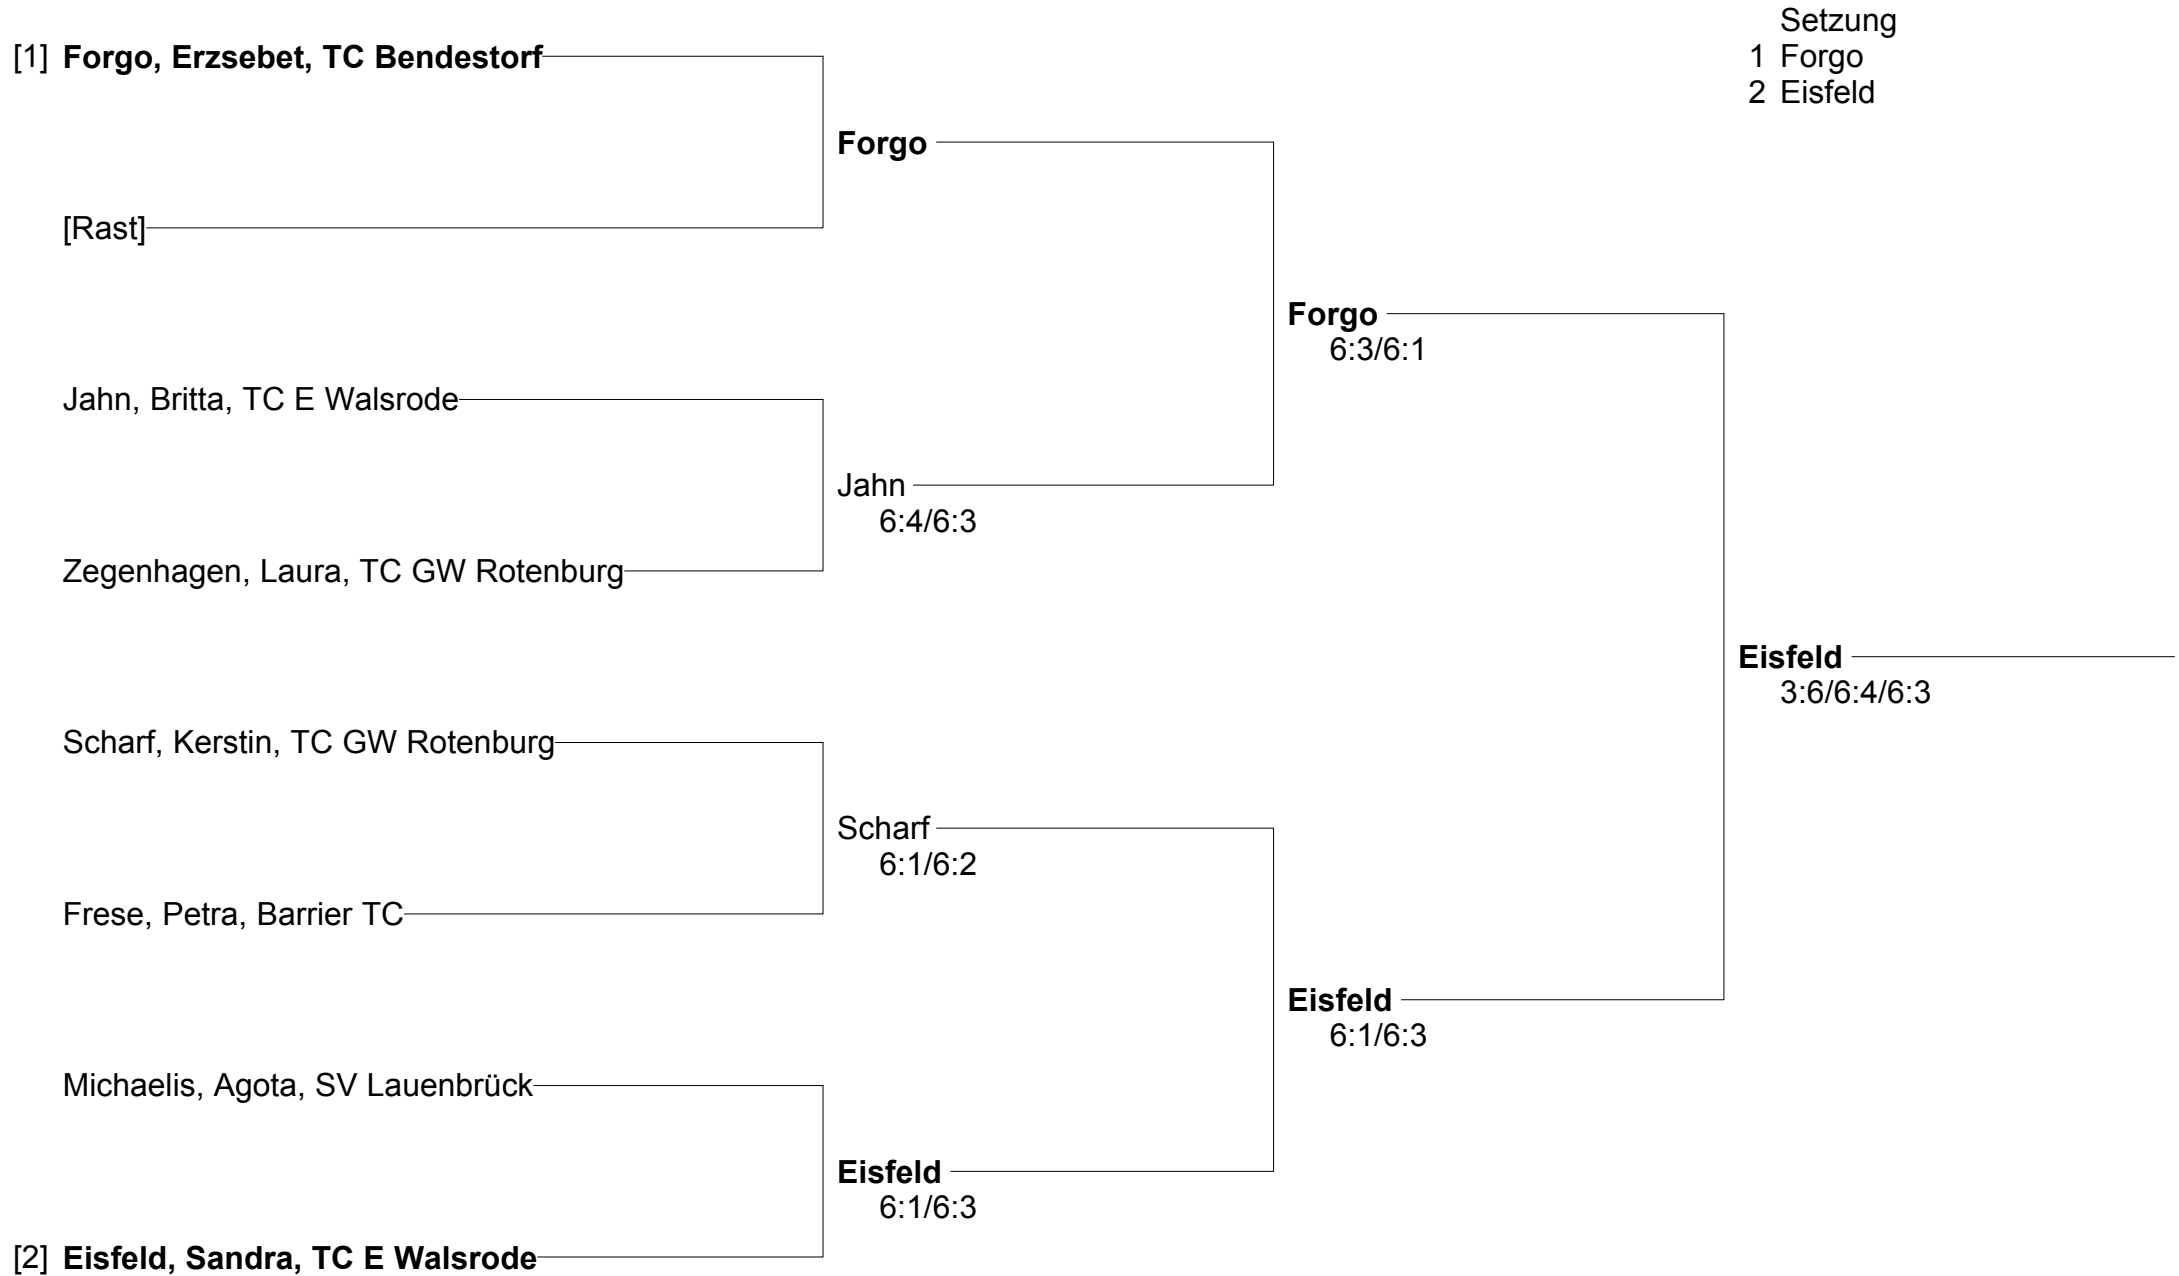 Setzung
1 Forgo
2 Eisfeld
[1] Forgo, Erzsebet, TC Bendestorf
Forgo
[Rast]
Forgo
6:3/6:1
Jahn, Britta, TC E Walsrode
Jahn
6:4/6:3
Zegenhagen, Laura, TC GW Rotenburg
Eisfeld
3:6/6:4/6:3
Scharf, Kerstin, TC GW Rotenburg
Scharf
6:1/6:2
Frese, Petra, Barrier TC
Eisfeld
6:1/6:3
Michaelis, Agota, SV Lauenbrück
Eisfeld
6:1/6:3
[2] Eisfeld, Sandra, TC E Walsrode